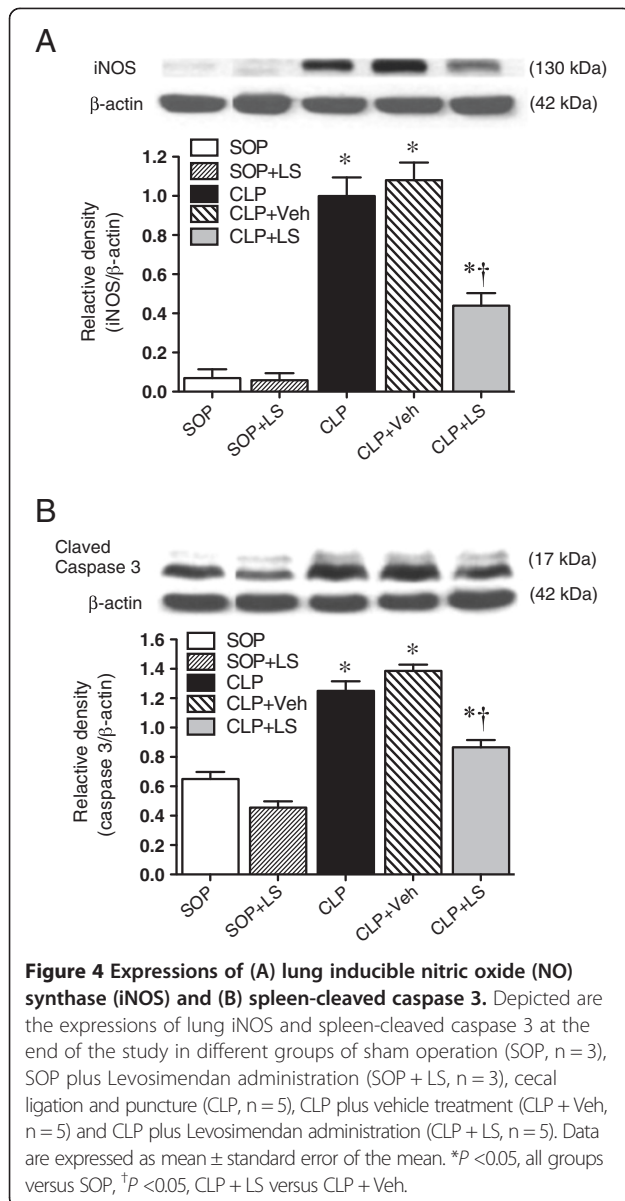 A
iNOS (130 kDa)
β-actin (42 kDa)
Relactive density
(iNOS/β-actin)
1.2
1.0
0.8
0.6
0.4
0.2
0.0
SOP
SOP+LS
CLP
CLP+Veh
CLP+LS
*
*
*†
SOP
SOP+LS
CLP
CLP+Veh
CLP+LS
B
Claved
Caspase 3
(17 kDa)
β-actin (42 kDa)
Relactive density
(caspase 3/β-actin)
1.6
1.4
1.2
1.0
0.8
0.6
0.4
0.2
0.0
SOP
SOP+LS
CLP
CLP+Veh
CLP+LS
*
*
*†
SOP
SOP+LS
CLP
CLP+Veh
CLP+LS
Figure 4 Expressions of (A) lung inducible nitric oxide (NO)
synthase (iNOS) and (B) spleen-cleaved caspase 3. Depicted are
the expressions of lung iNOS and spleen-cleaved caspase 3 at the
end of the study in different groups of sham operation (SOP, n = 3),
SOP plus Levosimendan administration (SOP + LS, n = 3), cecal
ligation and puncture (CLP, n = 5), CLP plus vehicle treatment (CLP + Veh,
n = 5) and CLP plus Levosimendan administration (CLP + LS, n = 5). Data
are expressed as mean ± standard error of the mean. *P <0.05, all groups
versus SOP, †P <0.05, CLP + LS versus CLP + Veh.